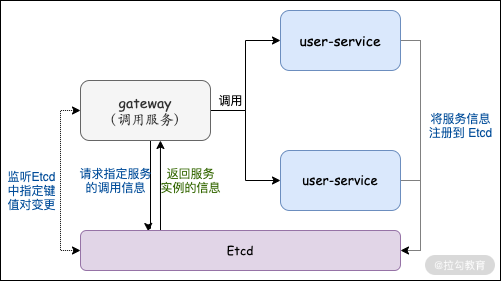 user-service
gateway
（调用服务）
调用
将服务信息
注册到 Etcd
监听Etcd
中指定键
值对变更
请求指定服务
的调用信息
返回服务
实例的信息
user-service
Etcd
@拉勾教育